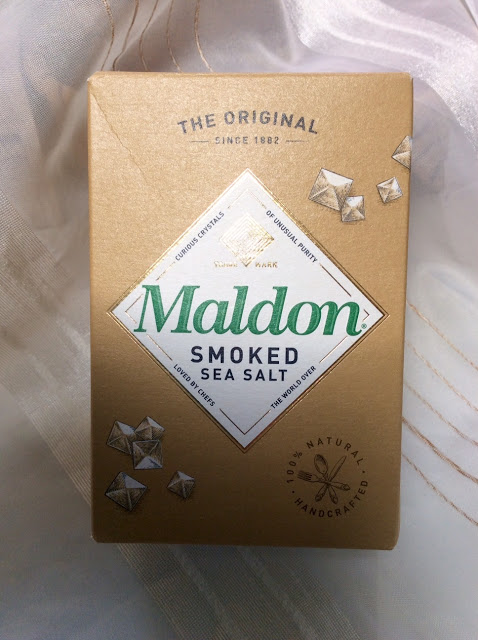 THE ORIGINAL
SINCE 1882
CURIOUS CRYSTALS
OF UNUSUAL PURITY
TRADE MARK
Maldon®
SMOKED
SEA SALT
LOVED BY CHEFS
THE WORLD OVER
100% NATURAL
HANDCRAFTED